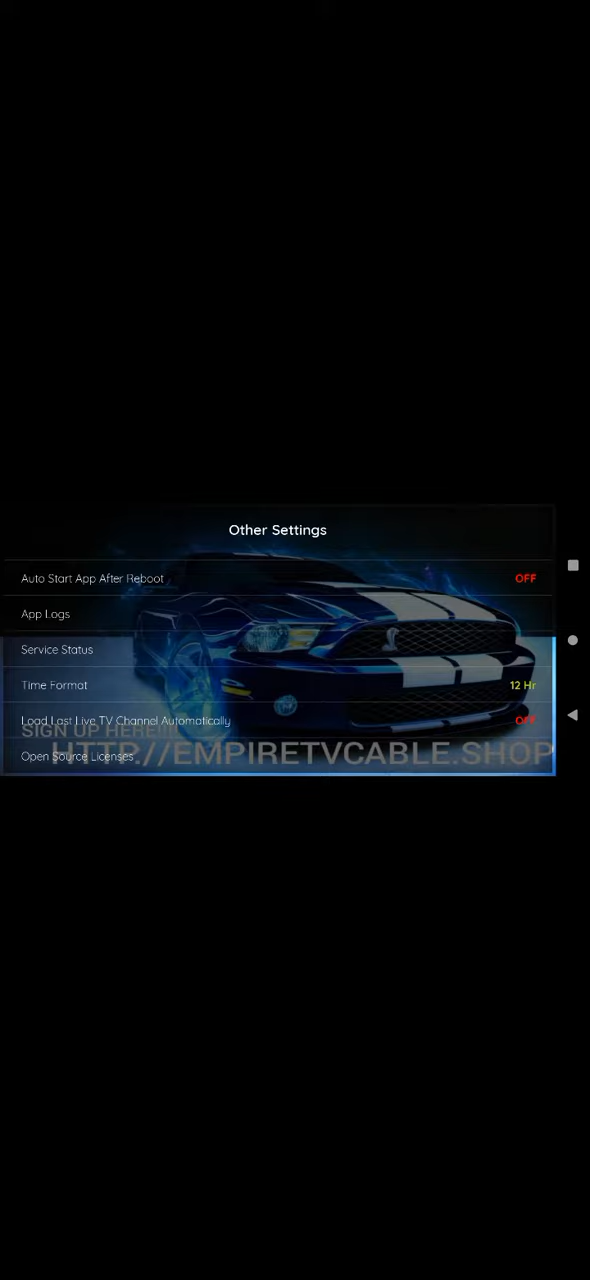 Other Settings
Auto Start App After Reboot OFF
App Logs
Service Status
Time Format 12 Hr
Load Last Live TV Channel Automatically OFF
SIGN UP HERE!!!!
Open Source Licenses
HTTP://EMPIRETVCABLE.SHOP